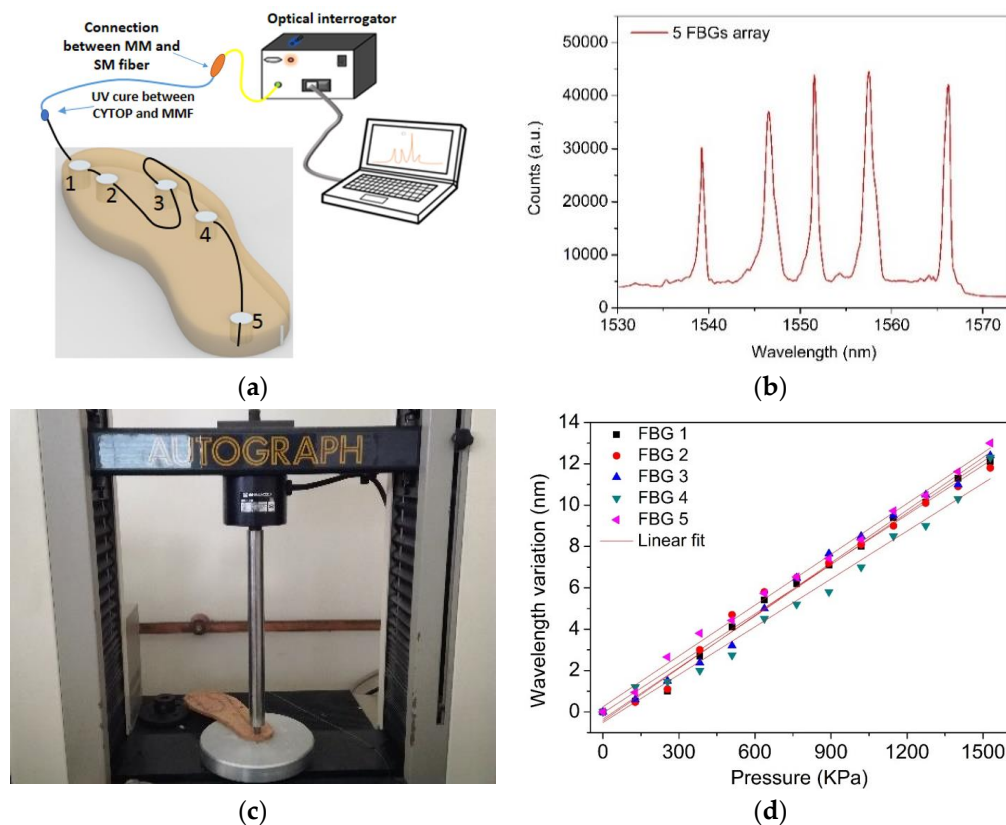 Optical interrogator
Connection
between MM and
SM fiber
UV cure between
CYTOP and MMF
1
2
3
4
5
(a)
5 FBGs array
50000
40000
30000
20000
10000
0
Counts (a.u.)
1530 1540 1550 1560 1570
Wavelength (nm)
(b)
AUTOGRAPH
(c)
14
12
10
8
6
4
2
0
Wavelength variation (nm)
FBG 1
FBG 2
FBG 3
FBG 4
FBG 5
Linear fit
0 300 600 900 1200 1500
Pressure (KPa)
(d)